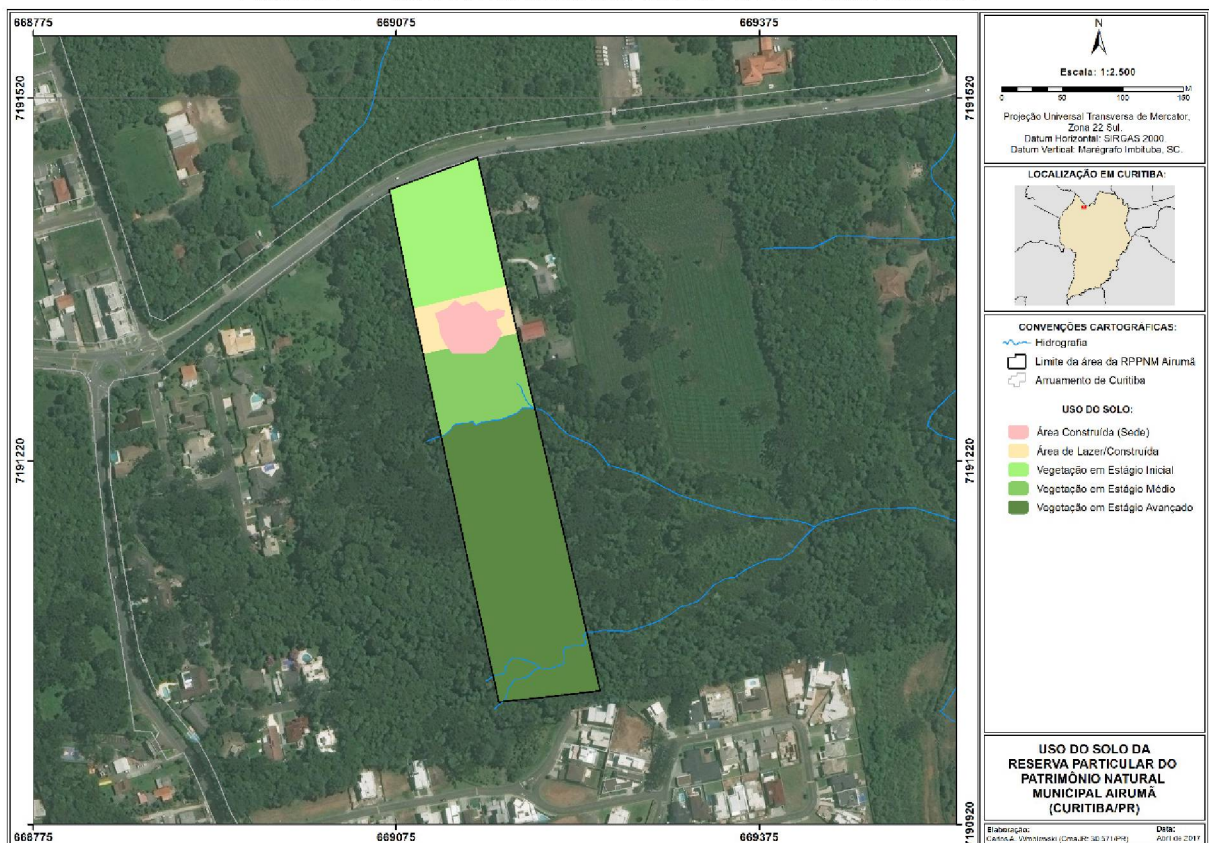 668775
669075
669375
7191520
7191520
7191220
7191220
7190920
668775
669075
669375
N
Escala: 1:2.500
0
50
100
150
M
Projeção Universal Transversa de Mercator,
Zona 22 Sul.
Datum Horizontal: SIRGAS 2000.
Datum Vertical: Marégrafo Imbituba, SC.
LOCALIZAÇÃO EM CURITIBA:
CONVENÇÕES CARTOGRÁFICAS:
Hidrografia
Limite da área da RPPNM Airumã
Arruamento de Curitiba
USO DO SOLO:
Área Construída (Sede)
Área de Lazer/Construída
Vegetação em Estágio Inicial
Vegetação em Estágio Médio
Vegetação em Estágio Avançado
USO DO SOLO DA
RESERVA PARTICULAR DO
PATRIMÔNIO NATURAL
MUNICIPAL AIRUMÃ
(CURITIBA/PR)
Elaboração:
Data:
Abril de 2017